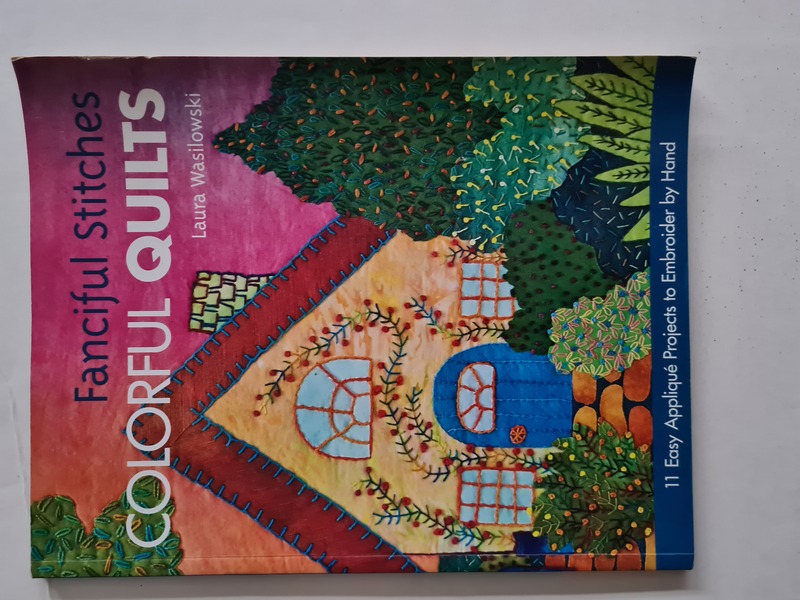 Fanciful Stitches
COLORFUL QUILTS
Laura Wasilowski
11 Easy Appliqué Projects to Embroider by Hand